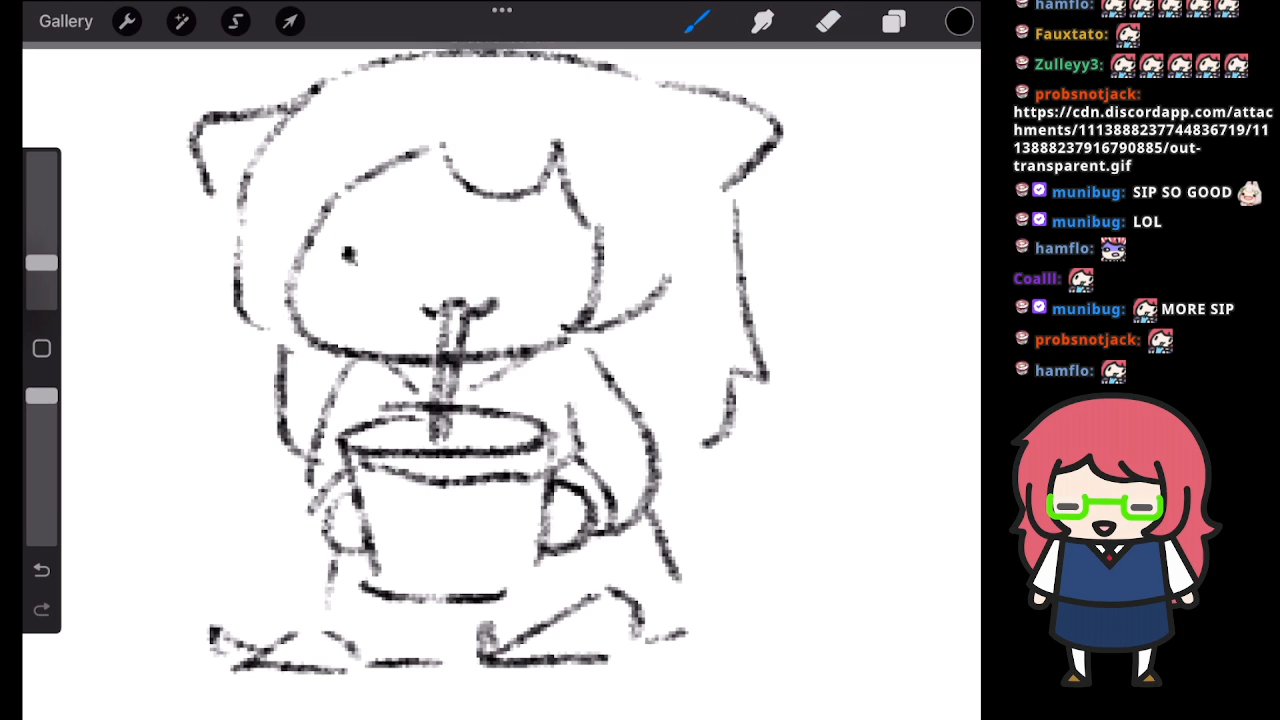 Gallery
hamflo:
Fauxtato:
Zulleyy3:
probsnotjack:
https://cdn.discordapp.com/attac
hments/1113888237744836719/11
13888237916790885/out-
transparent.gif
munibug: SIP SO GOOD
munibug: LOL
hamflo:
Coalll:
munibug: MORE SIP
probsnotjack:
hamflo: